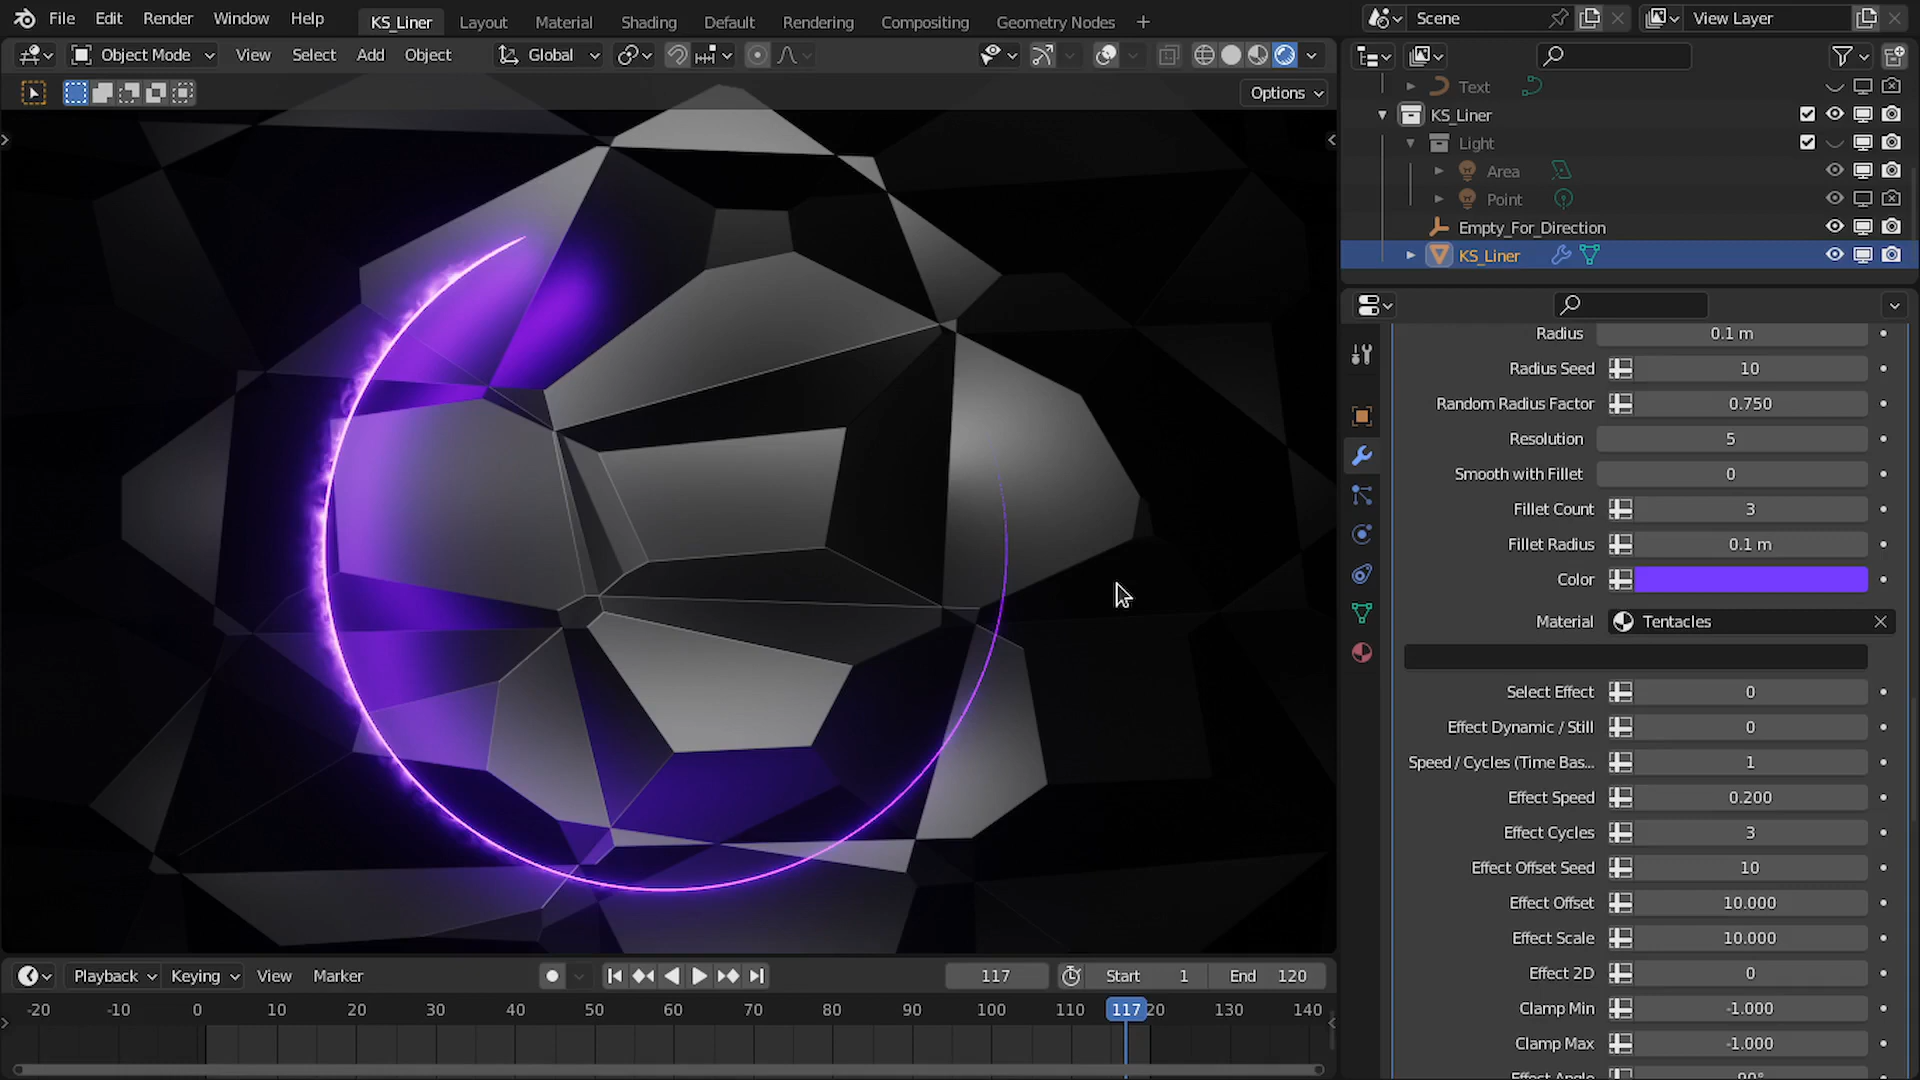 File Edit Render Window Help KS_Liner Layout Material Shading Default Rendering Compositing Geometry Nodes + Scene View Layer
Object Mode View Select Add Object Global
Options
Text
KS_Liner
Light
Area
Point
Empty_For_Direction
KS_Liner
Radius 0.1 m
Radius Seed 10
Random Radius Factor 0.750
Resolution 5
Smooth with Fillet 0
Fillet Count 3
Fillet Radius 0.1 m
Color
Material Tentacles
Select Effect 0
Effect Dynamic / Still 0
Speed / Cycles (Time Bas... 1
Effect Speed 0.200
Effect Cycles 3
Effect Offset Seed 10
Effect Offset 10.000
Effect Scale 10.000
Effect 2D 0
Clamp Min -1.000
Clamp Max -1.000
Effect Angle 90°
Playback Keying View Marker 117 Start 1 End 120
-20 -10 0 10 20 30 40 50 60 70 80 90 100 110 117 20 130 140